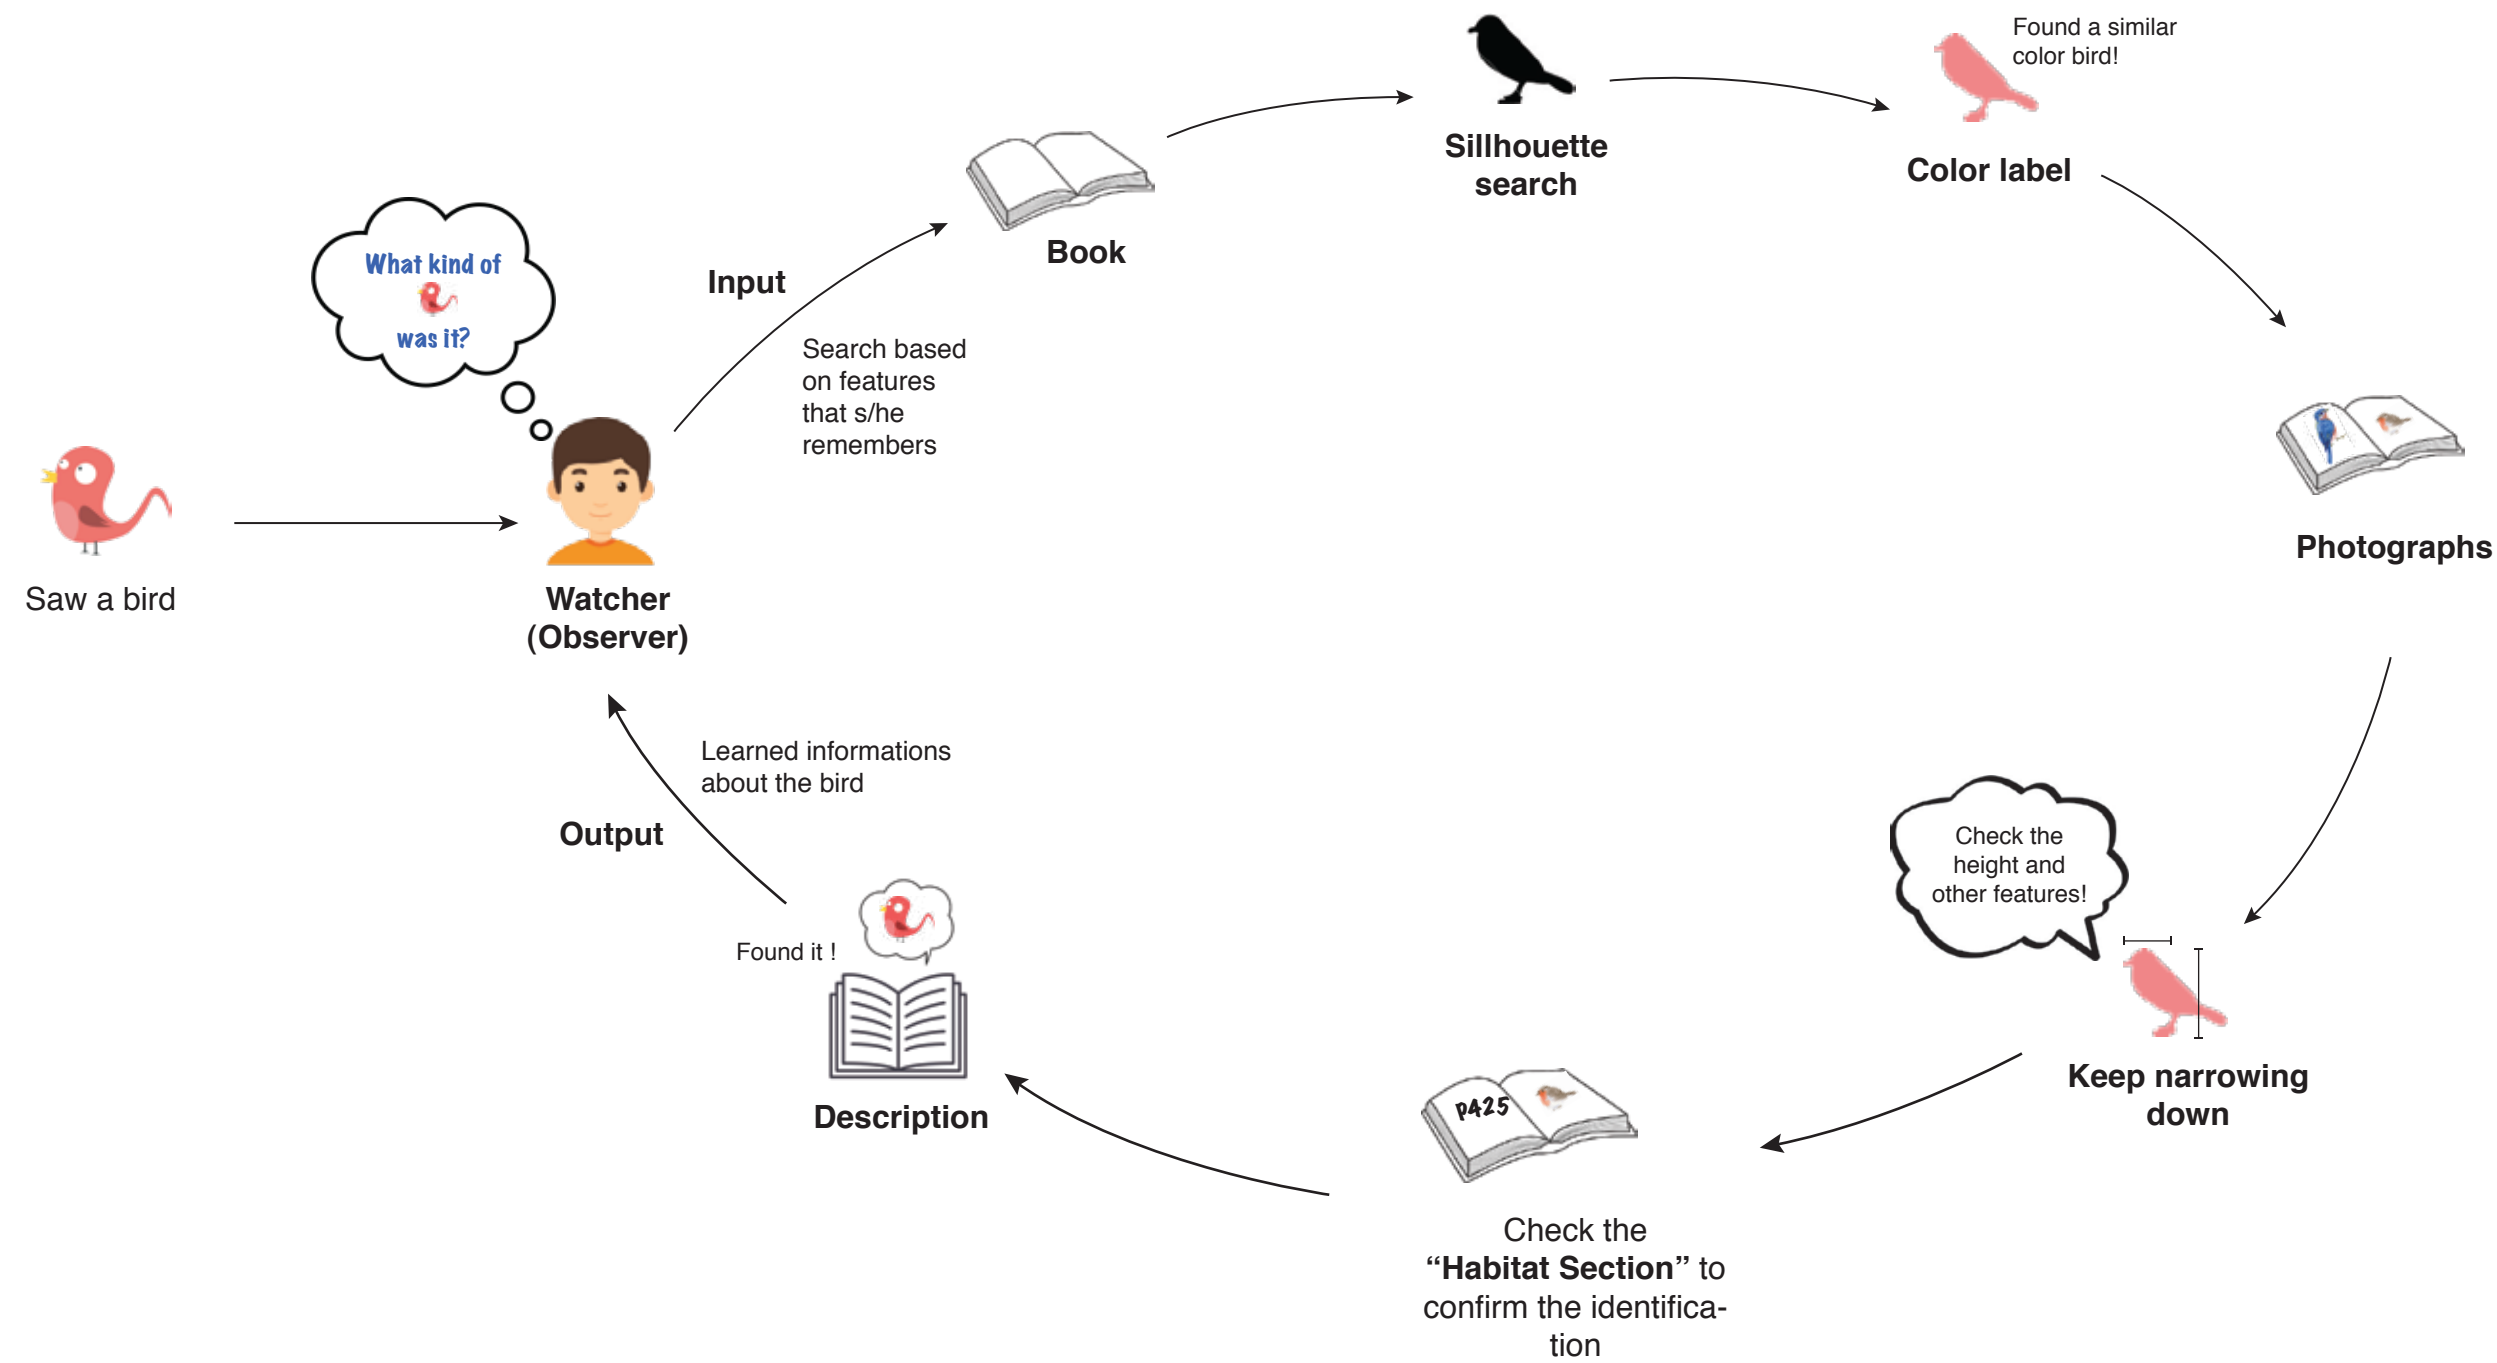 Found a similar
color bird!
Sillhouette
search
Color label
Book
What kind of
was it?
Input
Search based
on features
that s/he
remembers
Photographs
Saw a bird
Watcher
(Observer)
Learned informations
about the bird
Output
Check the
height and
other features!
Found it !
Keep narrowing
down
p425
Description
Check the
“Habitat Section” to
confirm the identifica-
tion